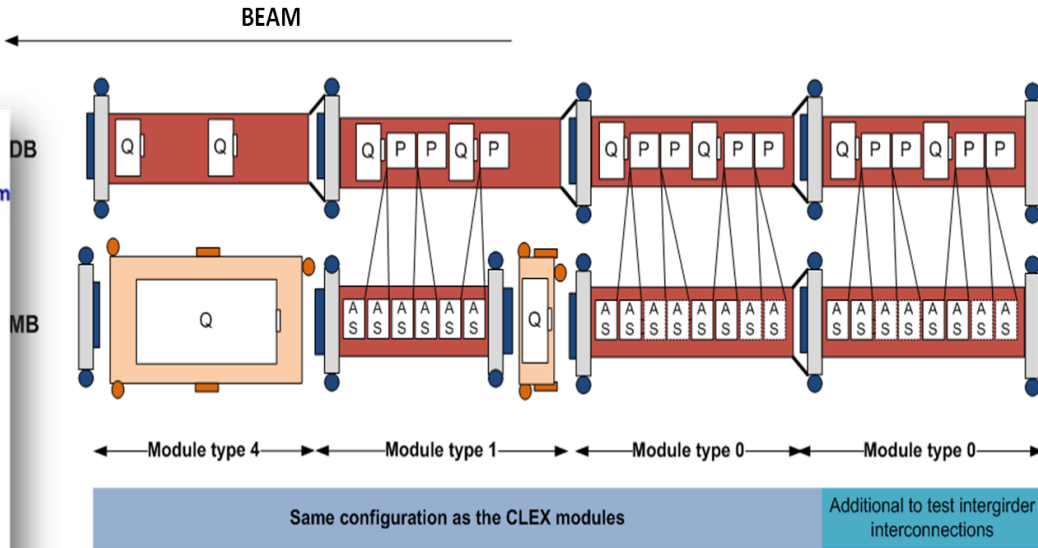 BEAM
DB
Q Q Q P P Q P Q P P Q P P Q P P Q P P
m
MB
Q
A A A A A A
S S S S S S
Q
A A A A A A A A
S S S S S S S S
A A A A A A A A
S S S S S S S S
Module type 4
Module type 1
Module type 0
Module type 0
Same configuration as the CLEX modules
Additional to test intergirder
interconnections